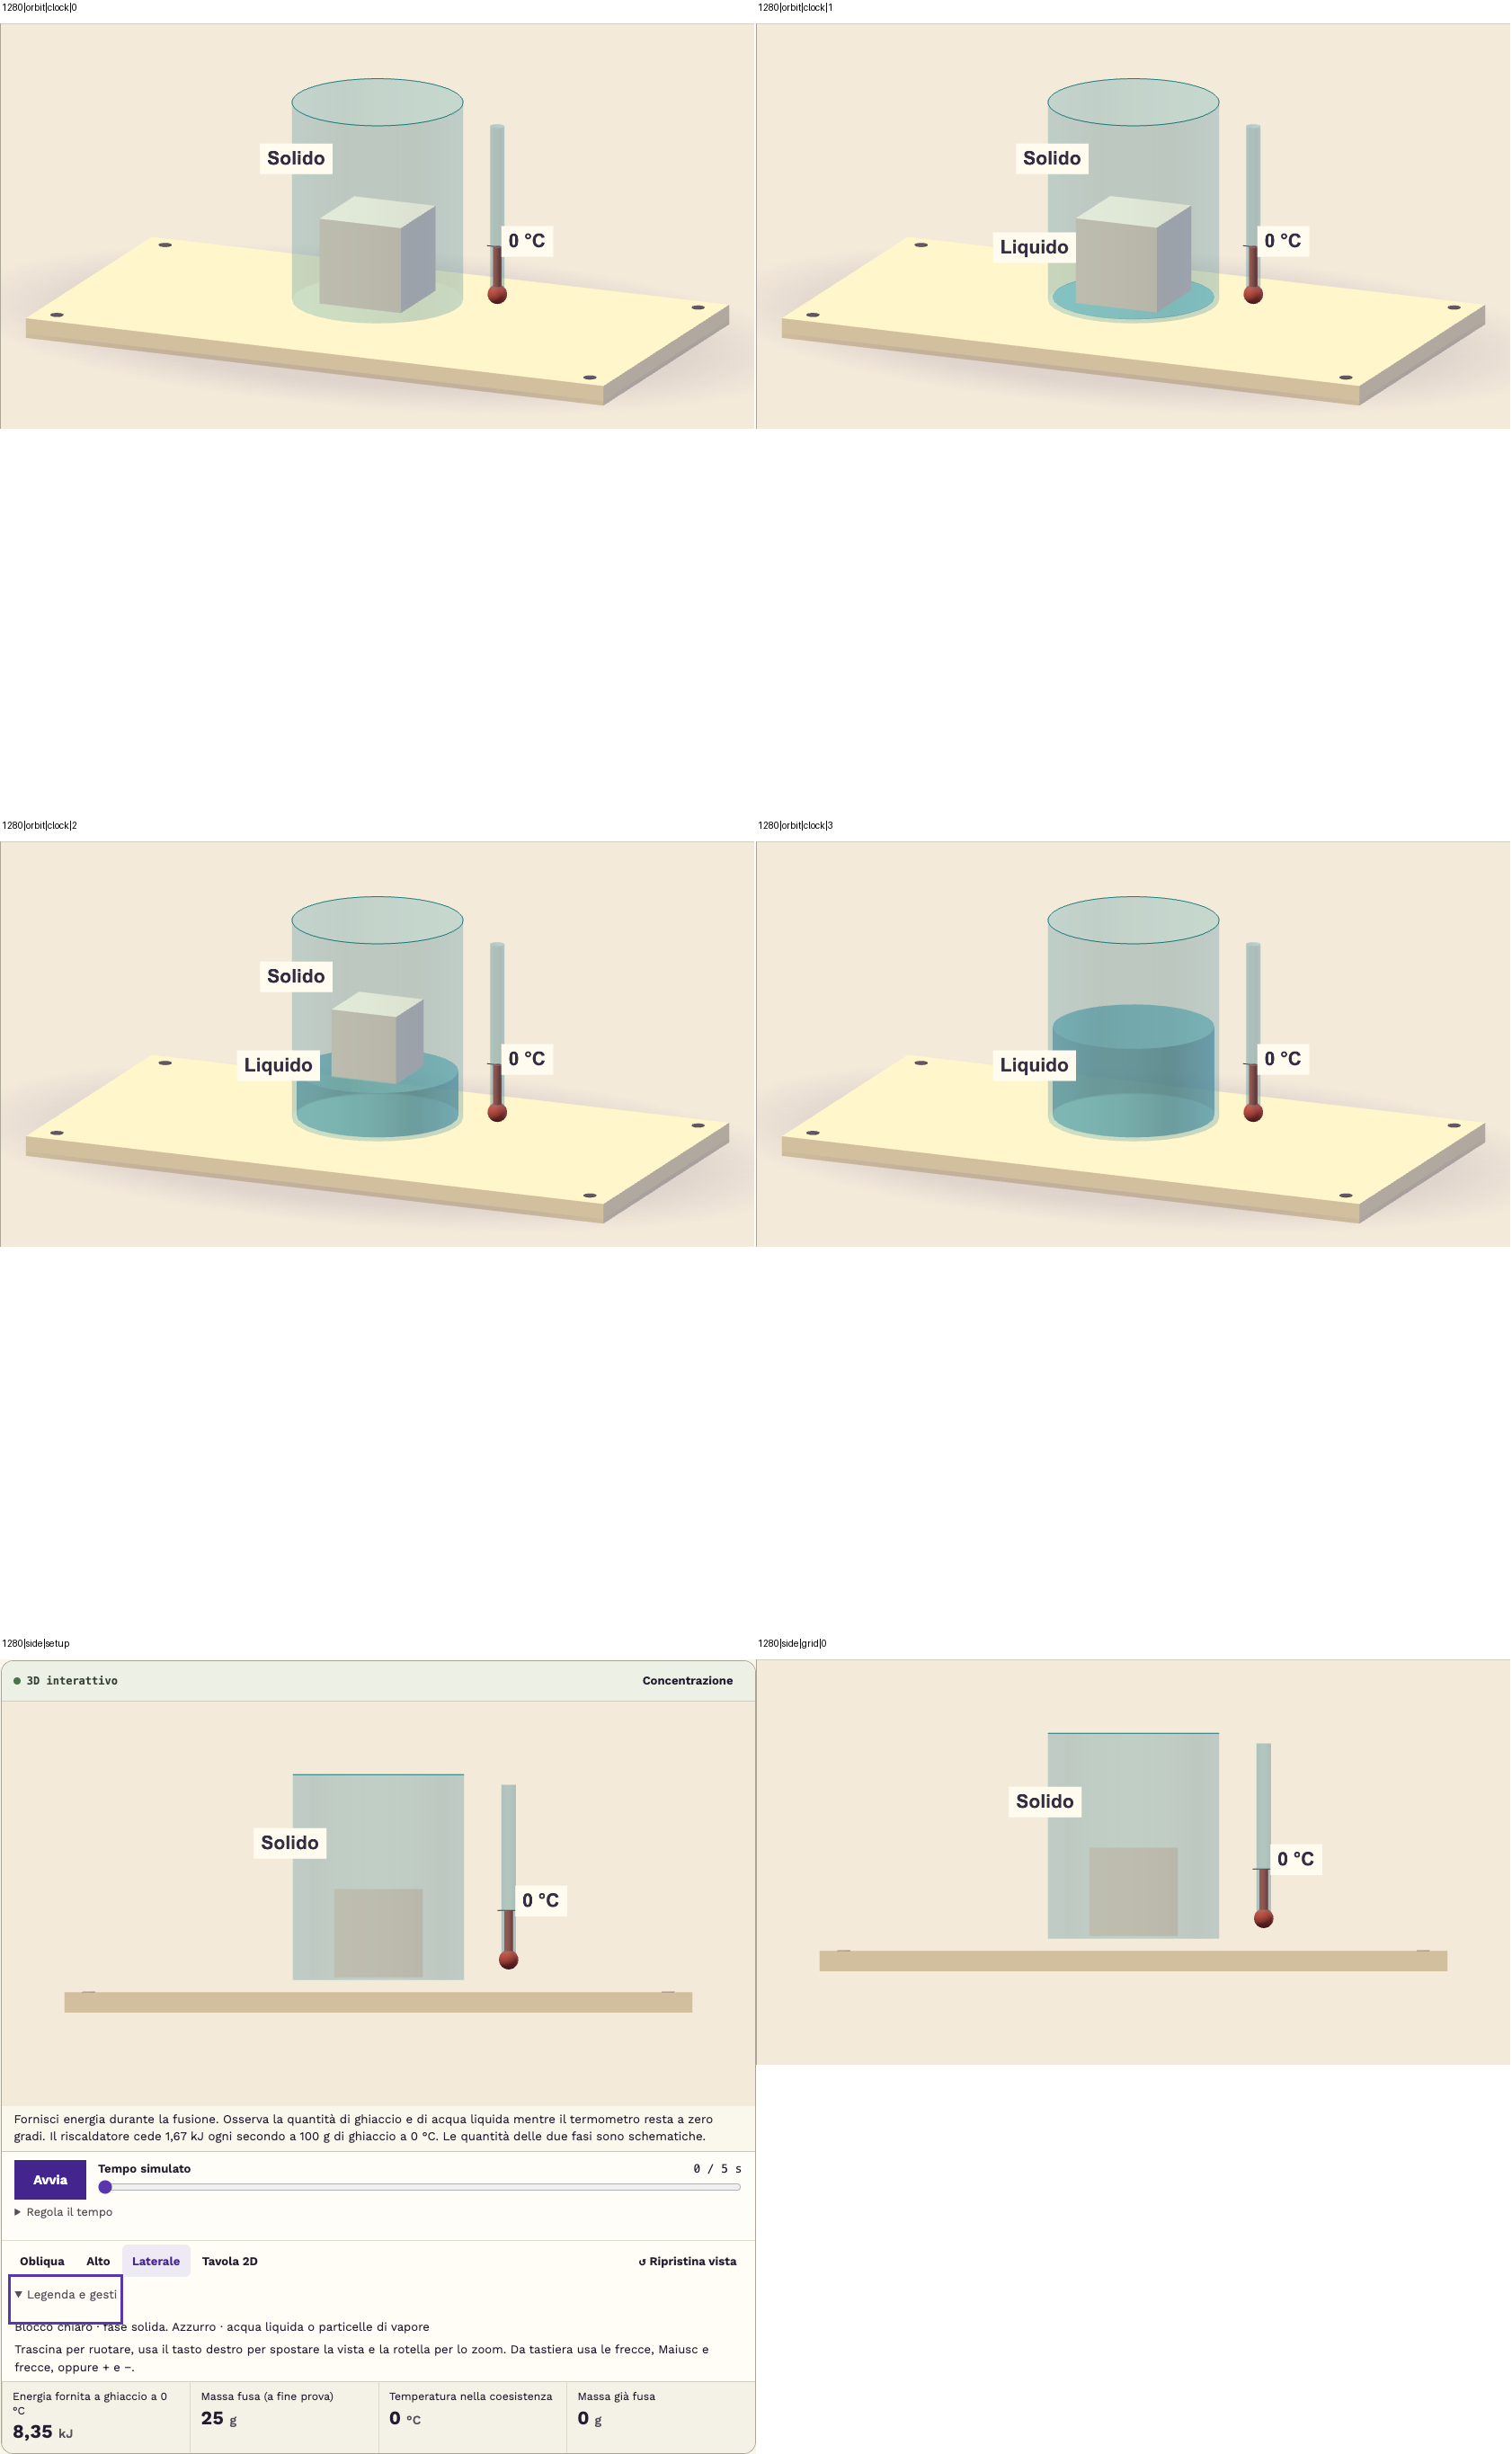 1280|orbit|clock|0
1280|orbit|clock|1
Solido
0 °C
Solido
Liquido
0 °C
1280|orbit|clock|2
1280|orbit|clock|3
Solido
Liquido
0 °C
Liquido
0 °C
1280|side|setup
1280|side|grid|0
3D interattivo
Concentrazione
Solido
0 °C
Solido
0 °C
Fornisci energia durante la fusione. Osserva la quantità di ghiaccio e di acqua liquida mentre il termometro resta a zero
gradi. Il riscaldatore cede 1,67 kJ ogni secondo a 100 g di ghiaccio a 0 °C. Le quantità delle due fasi sono schematiche.
Avvia
Tempo simulato
0 / 5 s
▶ Regola il tempo
Obliqua Alto Laterale Tavola 2D
↺ Ripristina vista
▼ Legenda e gesti
Blocco chiaro · fase solida. Azzurro · acqua liquida o particelle di vapore
Trascina per ruotare, usa il tasto destro per spostare la vista e la rotella per lo zoom. Da tastiera usa le frecce, Maiusc e
frecce, oppure + e −.
Energia fornita a ghiaccio a 0
°C
8,35 kJ
Massa fusa (a fine prova)
25 g
Temperatura nella coesistenza
0 °C
Massa già fusa
0 g